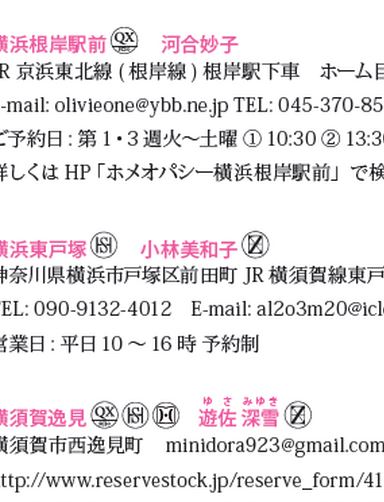 横浜根岸駅前 QX 河合妙子
JR 京浜東北線 ( 根岸線 ) 根岸駅下車 ホーム目
-mail: olivieone@ybb.ne.jp TEL: 045-370-85
ご予約日 : 第 1・3 週火~土曜 ① 10:30 ② 13:30
詳しくは HP「ホメオパシー横浜根岸駅前」で検
横浜東戸塚 小林美和子
神奈川県横浜市戸塚区前田町 JR 横須賀線東戸
TEL: 090-9132-4012 E-mail: al2o3m20@icl
営業日 : 平日 10 ~ 16 時 予約制
横須賀逸見 QX 遊佐 深雪
ゆ さ みゆき
横須賀市西逸見町 minidora923@gmail.com
http://www.reservestock.jp/reserve_form/41